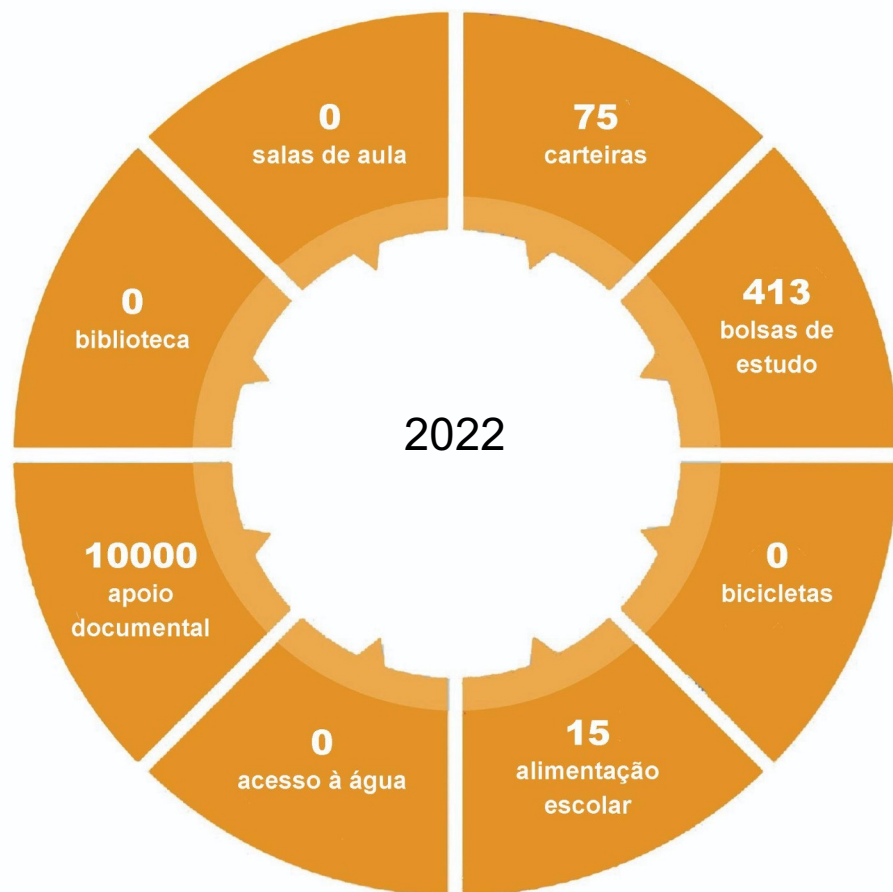 0
salas de aula
75
carteiras
0
biblioteca
413
bolsas de
estudo
2022
10000
apoio
documental
0
bicicletas
0
acesso à água
15
alimentação
escolar